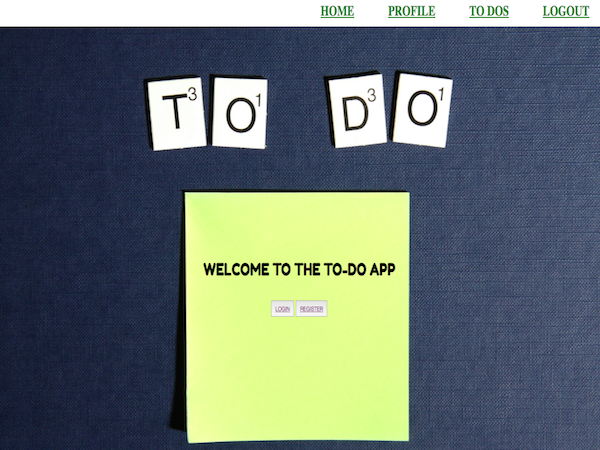 HOME PROFILE TO DOS LOGOUT
T3 O1 D3 O1
WELCOME TO THE TO-DO APP
LOGIN REGISTER